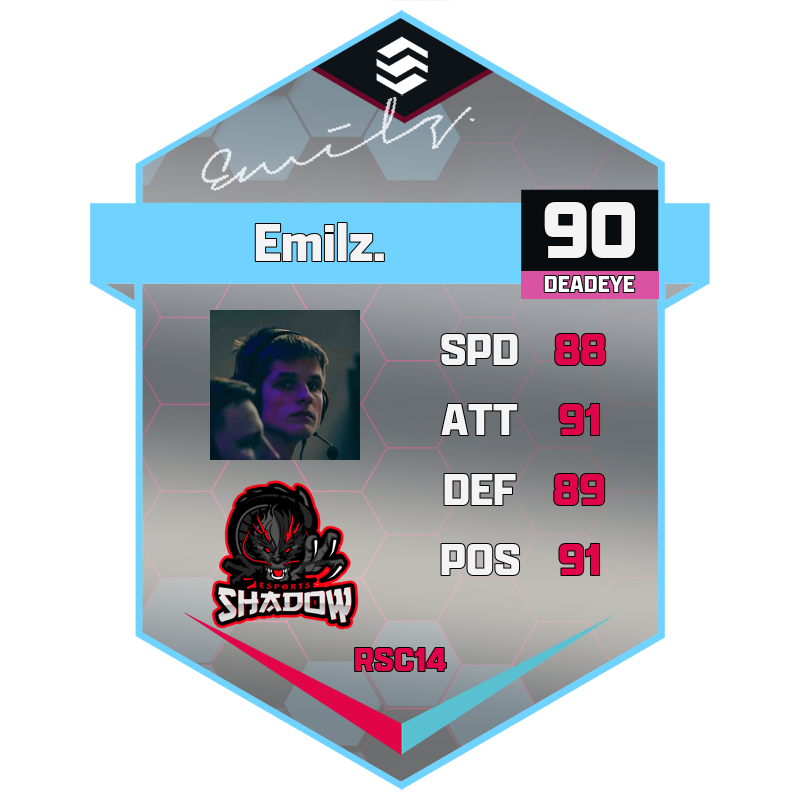 Emilz.
Emilz.
90
DEADEYE
SPD 88
ATT 91
DEF 89
POS 91
ESPORTS
SHADOW
RSC14